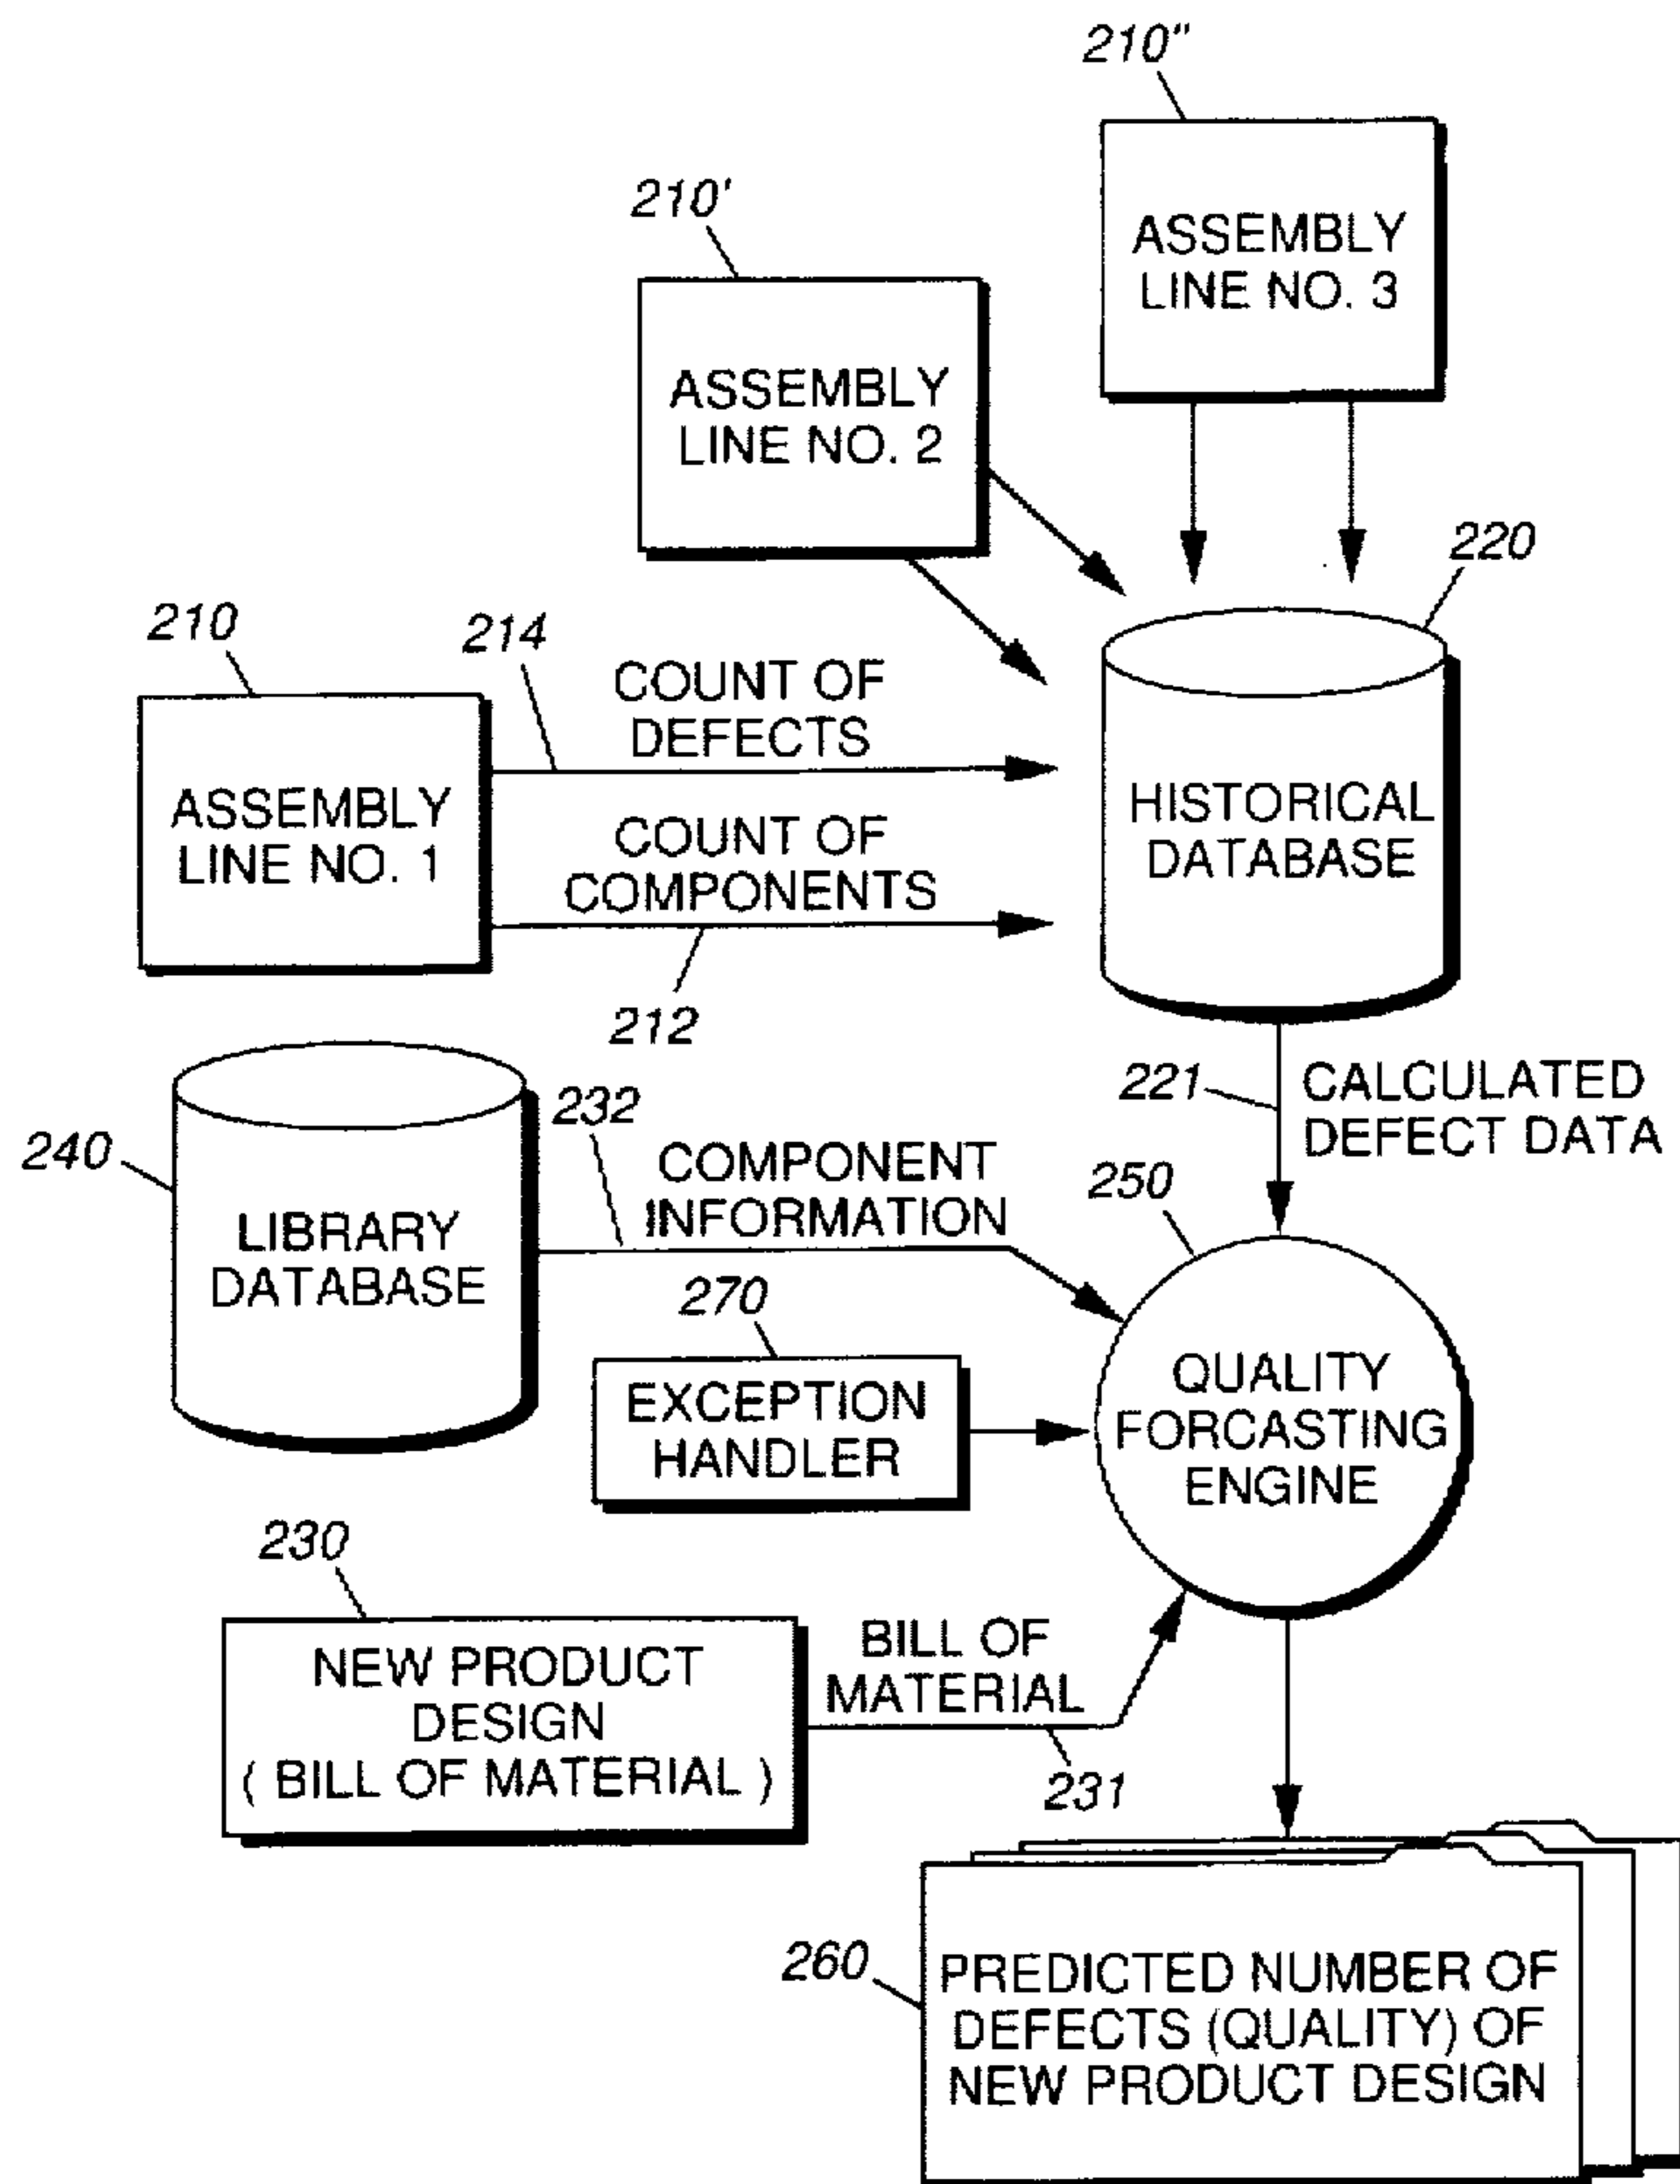 210"
ASSEMBLY
LINE NO. 3
210'
ASSEMBLY
LINE NO. 2
220
210
214
COUNT OF
DEFECTS
ASSEMBLY
LINE NO. 1
COUNT OF
COMPONENTS
212
HISTORICAL
DATABASE
221
CALCULATED
DEFECT DATA
240
LIBRARY
DATABASE
232
COMPONENT
INFORMATION
250
270
EXCEPTION
HANDLER
QUALITY
FORCASTING
ENGINE
230
NEW PRODUCT
DESIGN
( BILL OF MATERIAL )
BILL OF
MATERIAL
231
260
PREDICTED NUMBER OF
DEFECTS (QUALITY) OF
NEW PRODUCT DESIGN